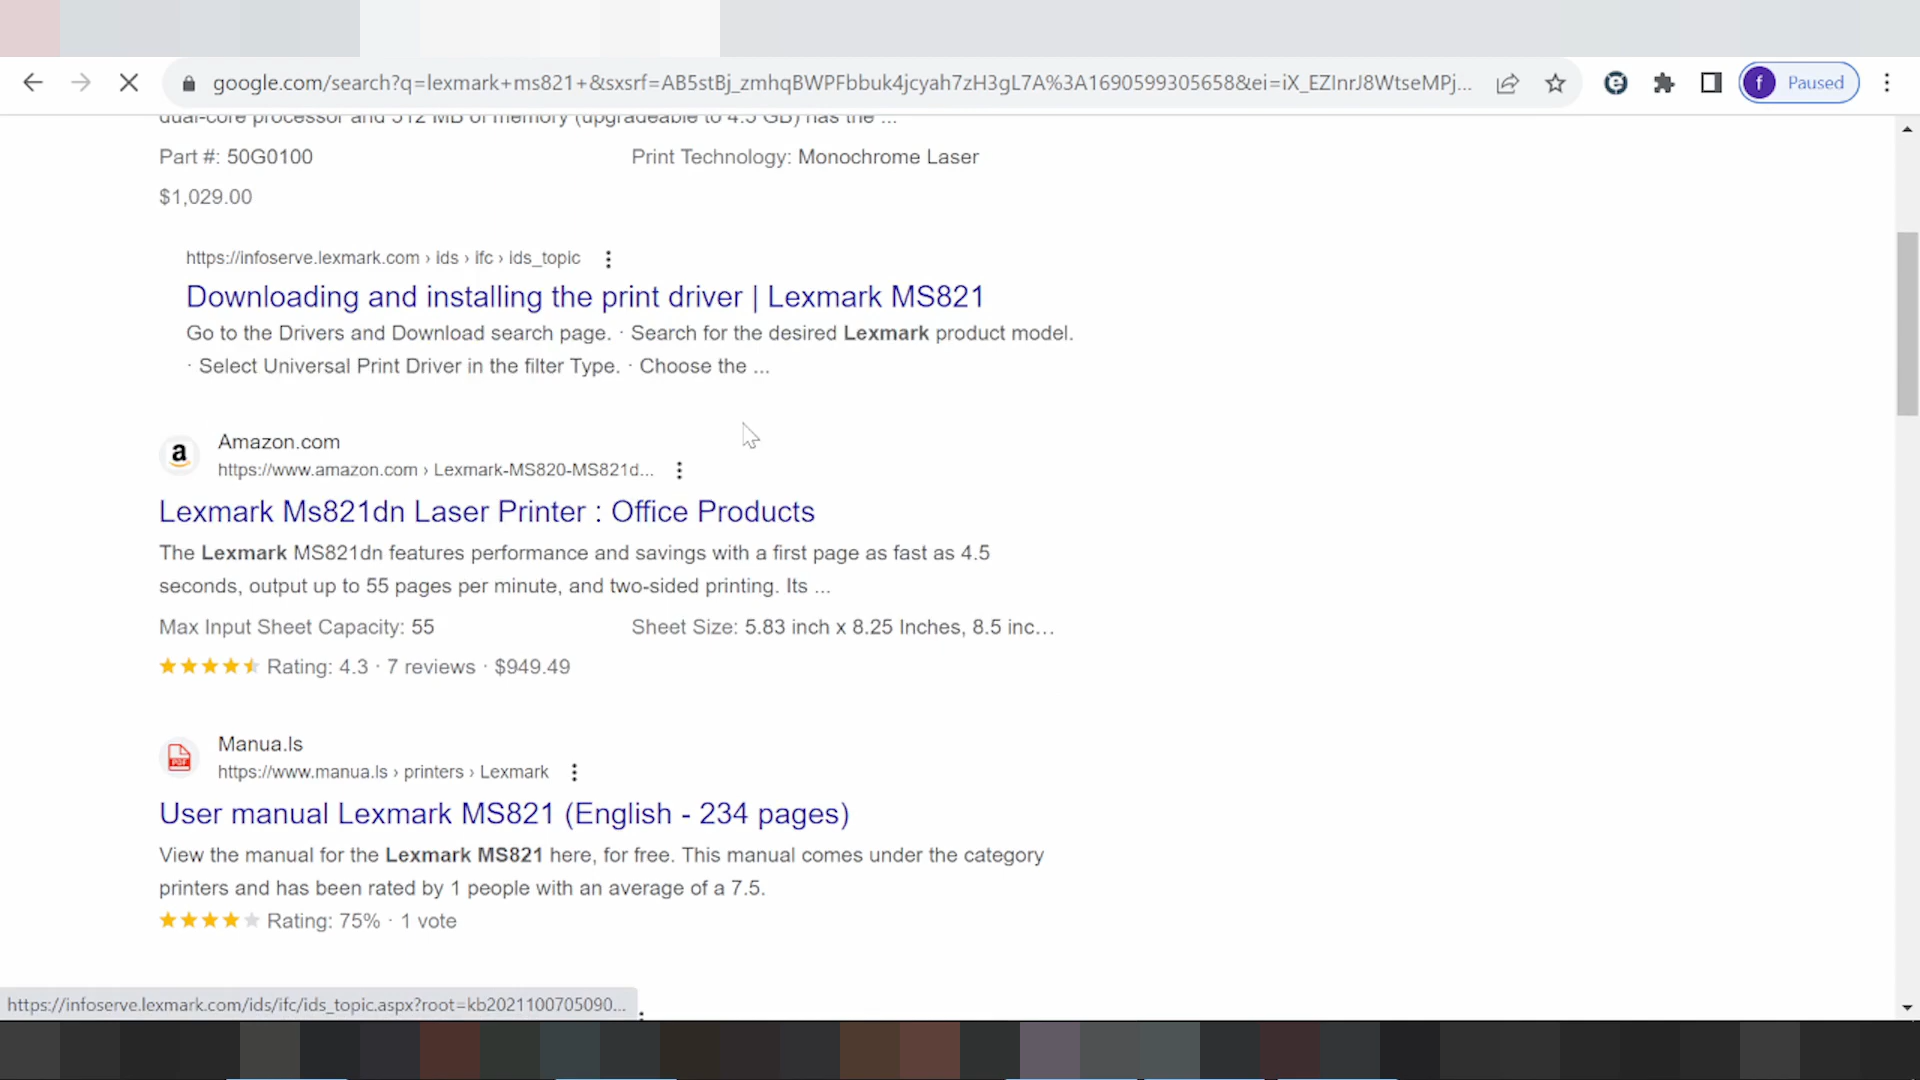 google.com/search?q=lexmark+ms821+&sxsrf=AB5stBj_zmhqBWPFbbuk4jcyah7zH3gL7A%3A1690599305658&ei=iX_EZInrJ8WtseMPj...
f Paused
dual-core processor and 512 MB of memory (upgradeable to 4.5 GB) has the ...
Part #: 50G0100 Print Technology: Monochrome Laser
$1,029.00
https://infoserve.lexmark.com › ids › ifc › ids_topic
Downloading and installing the print driver | Lexmark MS821
Go to the Drivers and Download search page. · Search for the desired Lexmark product model.
· Select Universal Print Driver in the filter Type. · Choose the ...
a
Amazon.com
https://www.amazon.com › Lexmark-MS820-MS821d...
Lexmark Ms821dn Laser Printer : Office Products
The Lexmark MS821dn features performance and savings with a first page as fast as 4.5
seconds, output up to 55 pages per minute, and two-sided printing. Its ...
Max Input Sheet Capacity: 55 Sheet Size: 5.83 inch x 8.25 Inches, 8.5 inc...
Rating: 4.3 · 7 reviews · $949.49
PDF
Manua.ls
https://www.manua.ls › printers › Lexmark
User manual Lexmark MS821 (English - 234 pages)
View the manual for the Lexmark MS821 here, for free. This manual comes under the category
printers and has been rated by 1 people with an average of a 7.5.
Rating: 75% · 1 vote
https://infoserve.lexmark.com/ids/ifc/ids_topic.aspx?root=kb2021100705090...